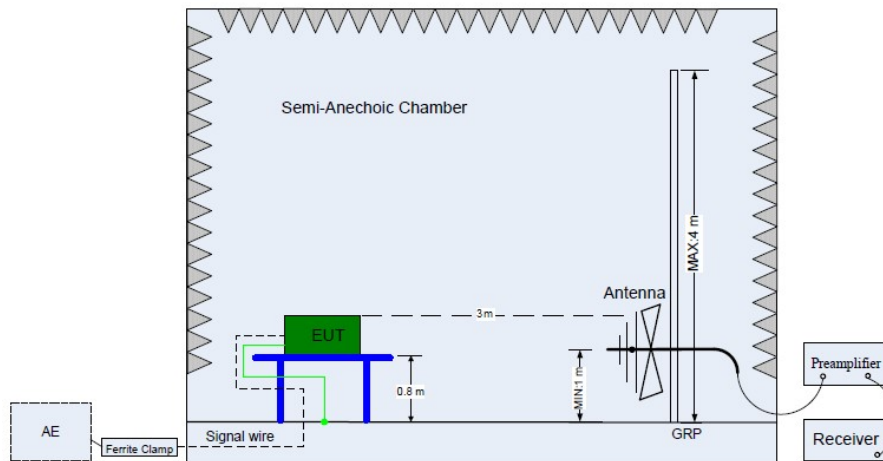 Semi-Anechoic Chamber
MAX:4 m
Antenna
3m
EUT
Preamplifier
0.8 m
MIN:1 m
AE
Ferrite Clamp
Signal wire
GRP
Receiver